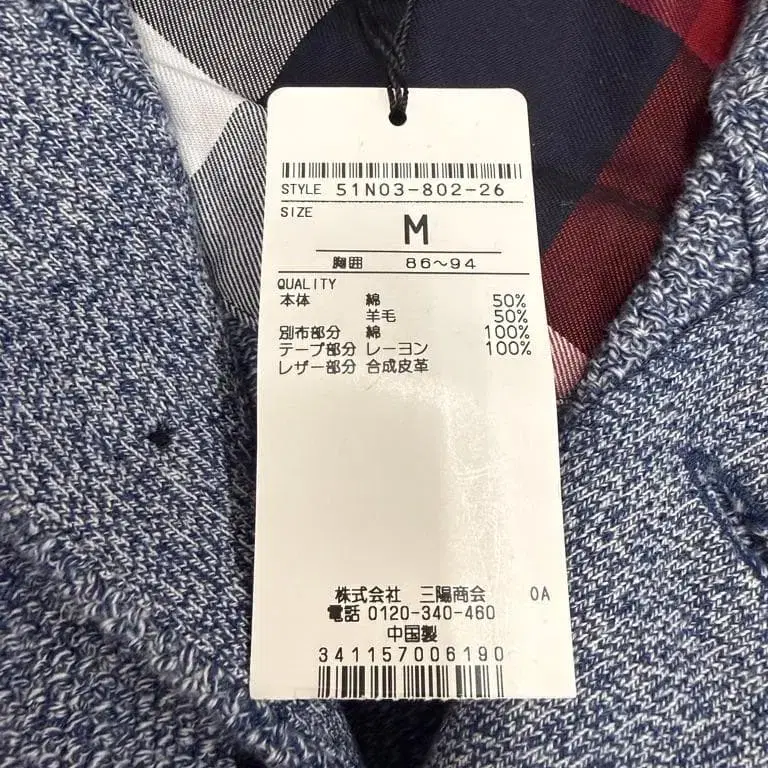 STYLE 51N03-802-26
SIZE
M
胸囲 86〜94
QUALITY
本体 綿 50%
羊毛 50%
別布部分 綿 100%
テープ部分 レーヨン 100%
レザー部分 合成皮革
株式会社 三陽商会 0A
電話 0120-340-460
中国製
341157006190